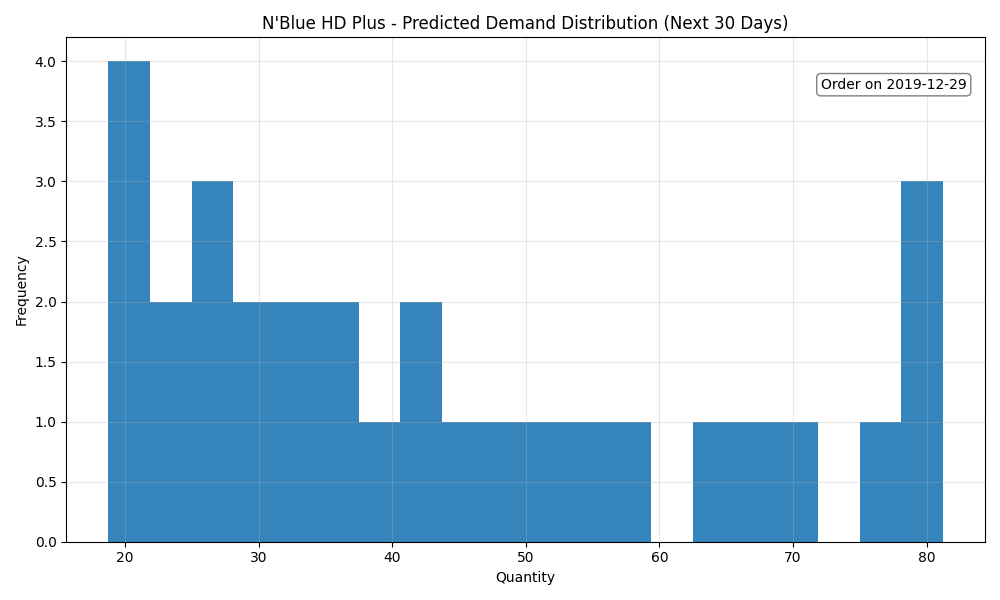 N'Blue HD Plus - Predicted Demand Distribution (Next 30 Days)
Order on 2019-12-29
Frequency
4.0
3.5
3.0
2.5
2.0
1.5
1.0
0.5
0.0
20 30 40 50 60 70 80
Quantity